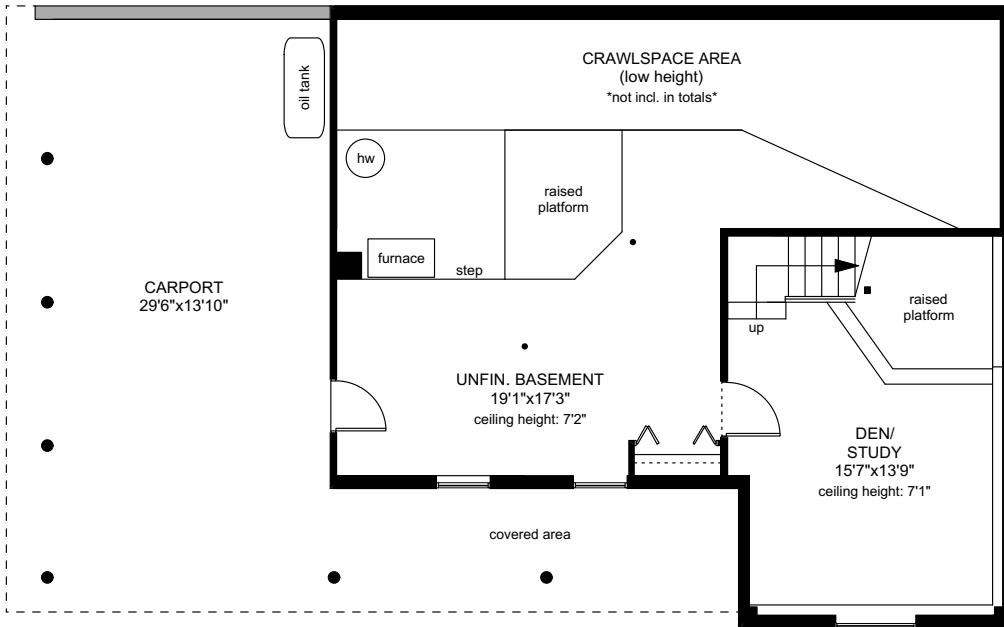 CRAWLSPACE AREA
(low height)
*not incl. in totals*
oil tank
hw
raised
platform
furnace
step
CARPORT
29'6"x13'10"
raised
platform
up
UNFIN. BASEMENT
19'1"x17'3"
ceiling height: 7'2"
DEN/
STUDY
15'7"x13'9"
ceiling height: 7'1"
covered area